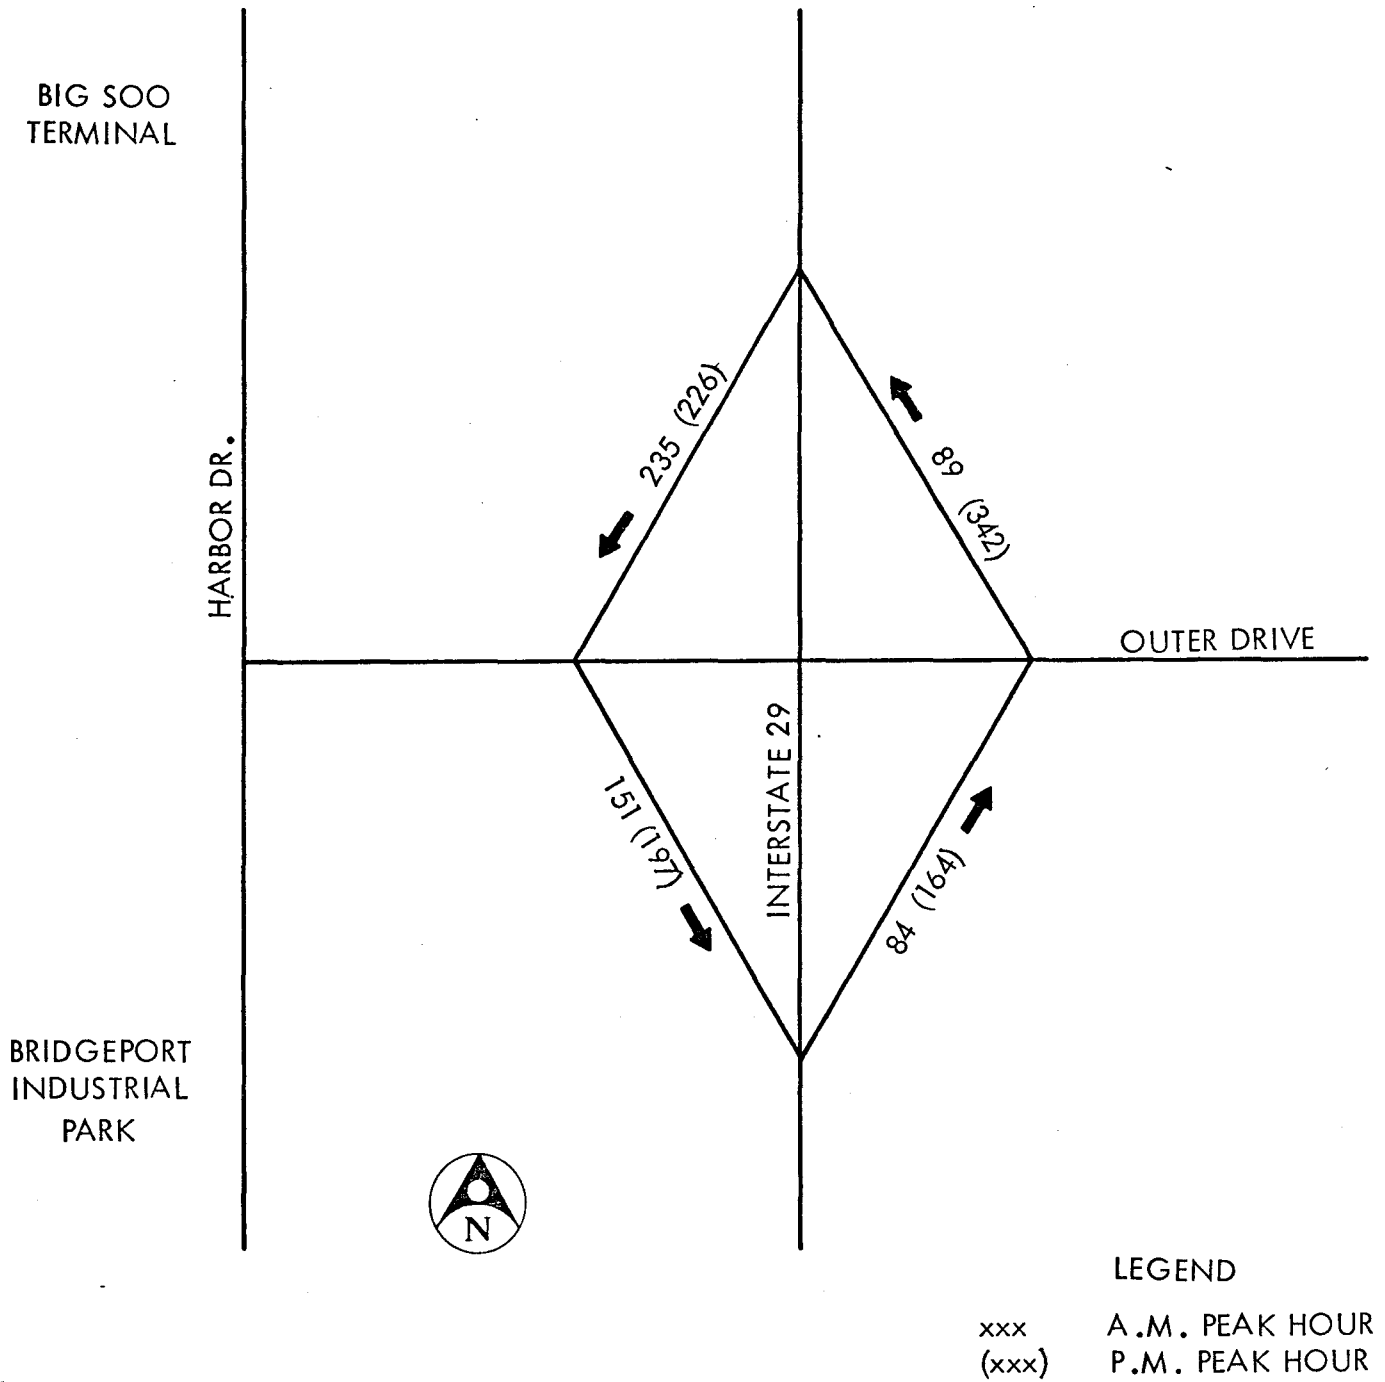 BIG SOO
TERMINAL
235 (226)
89 (342)
HARBOR DR.
OUTER DRIVE
INTERSTATE 29
151 (197)
84 (164)
BRIDGEPORT
INDUSTRIAL
PARK
N
LEGEND
xxx A.M. PEAK HOUR
(xxx) P.M. PEAK HOUR